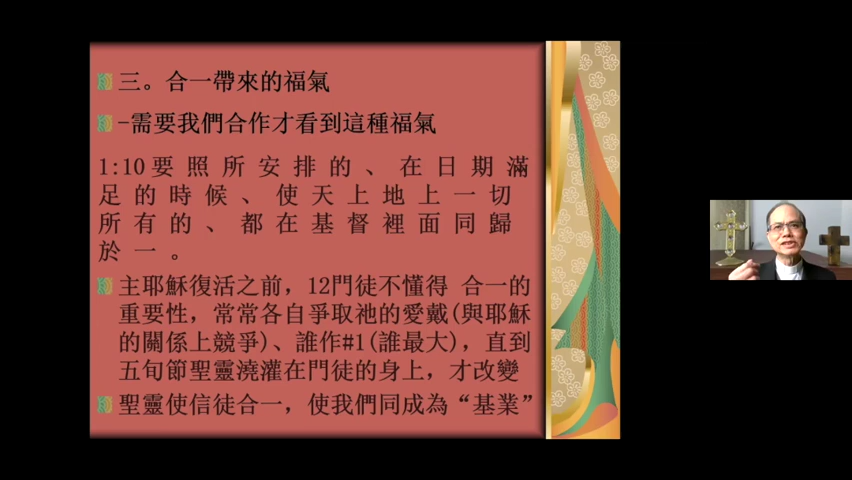 三。合一帶來的福氣
-需要我們合作才看到這種福氣
1:10 要 照 所 安 排 的 、 在 日 期 滿
足 的 時 候 、 使 天 上 地 上 一 切
所 有 的 、 都 在 基 督 裡 面 同 歸
於 一 。
主耶穌復活之前，12門徒不懂得 合一的
重要性，常常各自爭取祂的愛戴(與耶穌
的關係上競爭)、誰作#1(誰最大)，直到
五旬節聖靈澆灌在門徒的身上，才改變
聖靈使信徒合一，使我們同成為“基業”